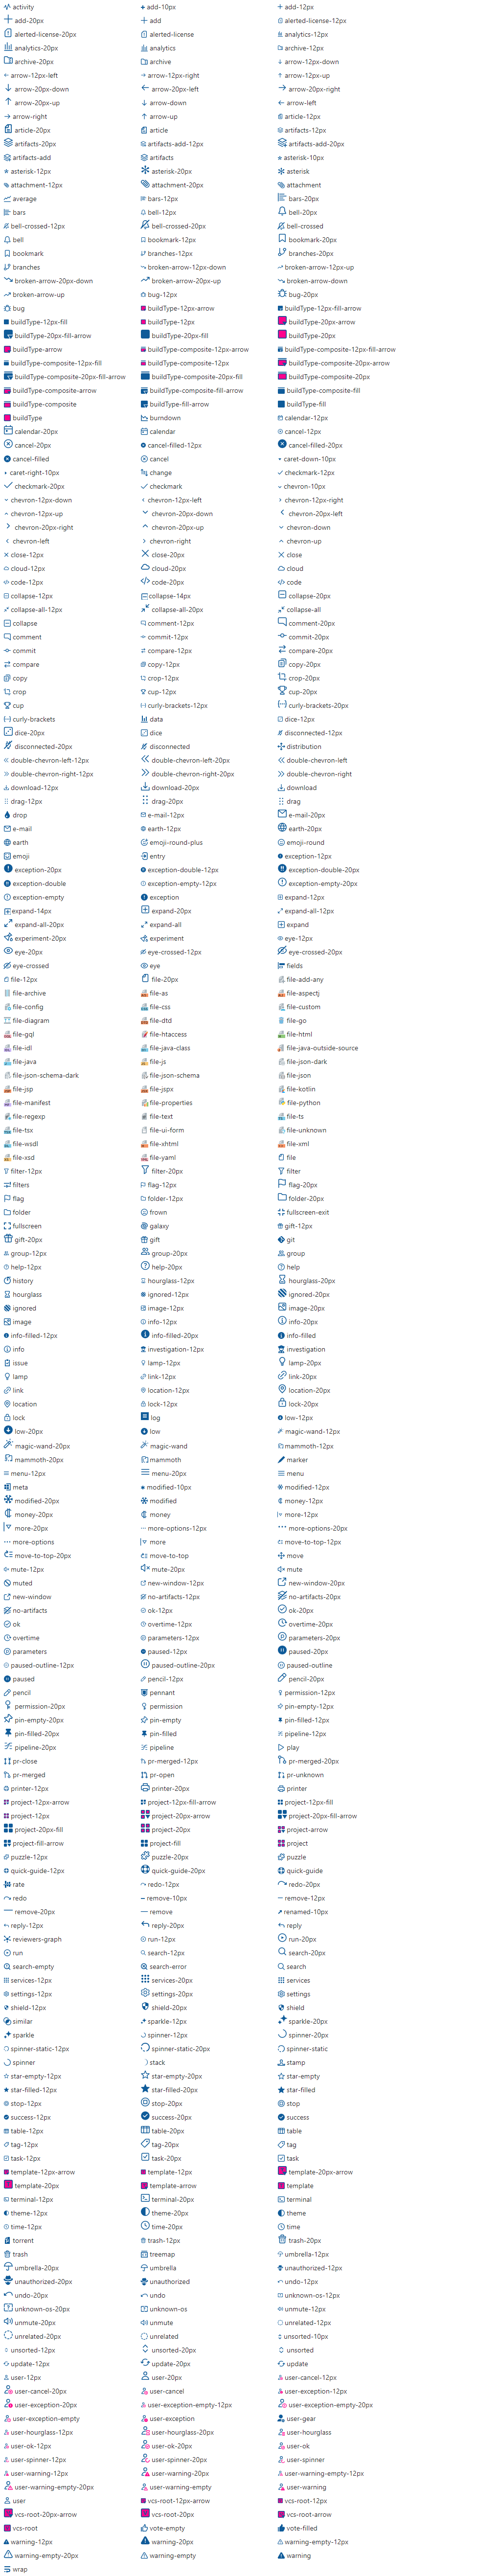 activity add-10px add-12px
add-20px add alerted-license-12px
alerted-license-20px alerted-license analytics-12px
analytics-20px analytics archive-12px
archive-20px archive arrow-12px-down
arrow-12px-left arrow-12px-right arrow-12px-up
arrow-20px-down arrow-20px-left arrow-20px-right
arrow-20px-up arrow-down arrow-left
arrow-right arrow-up article-12px
article-20px article artifacts-12px
artifacts-20px artifacts-add-12px artifacts-add-20px
artifacts-add artifacts asterisk-10px
asterisk-12px asterisk-20px asterisk
attachment-12px attachment-20px attachment
average bars-12px bars-20px
bars bell-12px bell-20px
bell-crossed-12px bell-crossed-20px bell-crossed
bell bookmark-12px bookmark-20px
bookmark branches-12px branches-20px
branches broken-arrow-12px-down broken-arrow-12px-up
broken-arrow-20px-down broken-arrow-20px-up broken-arrow-down
broken-arrow-up bug-12px bug-20px
bug buildType-12px-arrow buildType-12px-fill-arrow
buildType-12px-fill buildType-12px buildType-20px-arrow
buildType-20px-fill-arrow buildType-20px-fill buildType-20px
buildType-arrow buildType-composite-12px-arrow buildType-composite-12px-fill-arrow
buildType-composite-12px-fill buildType-composite-12px buildType-composite-20px-arrow
buildType-composite-20px-fill-arrow buildType-composite-20px-fill buildType-composite-20px
buildType-composite-arrow buildType-composite-fill-arrow buildType-composite-fill
buildType-composite buildType-fill-arrow buildType-fill
buildType burndown calendar-12px
calendar-20px calendar cancel-12px
cancel-20px cancel-filled-12px cancel-filled-20px
cancel-filled cancel caret-down-10px
caret-right-10px change checkmark-12px
checkmark-20px checkmark chevron-10px
chevron-12px-down chevron-12px-left chevron-12px-right
chevron-12px-up chevron-20px-down chevron-20px-left
chevron-20px-right chevron-20px-up chevron-down
chevron-left chevron-right chevron-up
close-12px close-20px close
cloud-12px cloud-20px cloud
code-12px code-20px code
collapse-12px collapse-14px collapse-20px
collapse-all-12px collapse-all-20px collapse-all
collapse comment-12px comment-20px
comment commit-12px commit-20px
commit compare-12px compare-20px
compare copy-12px copy-20px
copy crop-12px crop-20px
crop cup-12px cup-20px
cup curly-brackets-12px curly-brackets-20px
curly-brackets data dice-12px
dice-20px dice disconnected-12px
disconnected-20px disconnected distribution
double-chevron-left-12px double-chevron-left-20px double-chevron-left
double-chevron-right-12px double-chevron-right-20px double-chevron-right
download-12px download-20px download
drag-12px drag-20px drag
drop e-mail-12px e-mail-20px
e-mail earth-12px earth-20px
earth emoji-round-plus emoji-round
emoji entry exception-12px
exception-20px exception-double-12px exception-double-20px
exception-double exception-empty-12px exception-empty-20px
exception-empty exception expand-12px
expand-14px expand-20px expand-all-12px
expand-all-20px expand-all expand
experiment-20px experiment eye-12px
eye-20px eye-crossed-12px eye-crossed-20px
eye-crossed eye fields
file-12px file-20px file-add-any
file-archive file-as file-aspectj
file-config file-css file-custom
file-diagram file-dtd file-go
file-gql file-htaccess file-html
file-idl file-java-class file-java-outside-source
file-java file-js file-json-dark
file-json-schema-dark file-json-schema file-json
file-jsp file-jspx file-kotlin
file-manifest file-properties file-python
file-regexp file-text file-ts
file-tsx file-ui-form file-unknown
file-wsdl file-xhtml file-xml
file-xsd file-yaml file
filter-12px filter-20px filter
filters flag-12px flag-20px
flag folder-12px folder-20px
folder frown fullscreen-exit
fullscreen galaxy gift-12px
gift-20px gift git
group-12px group-20px group
help-12px help-20px help
history hourglass-12px hourglass-20px
hourglass ignored-12px ignored-20px
ignored image-12px image-20px
image info-12px info-20px
info-filled-12px info-filled-20px info-filled
info investigation-12px investigation
issue lamp-12px lamp-20px
lamp link-12px link-20px
link location-12px location-20px
location lock-12px lock-20px
lock log low-12px
low-20px low magic-wand-12px
magic-wand-20px magic-wand mammoth-12px
mammoth-20px mammoth marker
menu-12px menu-20px menu
meta modified-10px modified-12px
modified-20px modified money-12px
money-20px money more-12px
more-20px more-options-12px more-options-20px
more-options more move-to-top-12px
move-to-top-20px move-to-top move
mute-12px mute-20px mute
muted new-window-12px new-window-20px
new-window no-artifacts-12px no-artifacts-20px
no-artifacts ok-12px ok-20px
ok overtime-12px overtime-20px
overtime parameters-12px parameters-20px
parameters paused-12px paused-20px
paused-outline-12px paused-outline-20px paused-outline
paused pencil-12px pencil-20px
pencil pennant permission-12px
permission-20px permission pin-empty-12px
pin-empty-20px pin-empty pin-filled-12px
pin-filled-20px pin-filled pipeline-12px
pipeline-20px pipeline play
pr-close pr-merged-12px pr-merged-20px
pr-merged pr-open pr-unknown
printer-12px printer-20px printer
project-12px-arrow project-12px-fill-arrow project-12px-fill
project-12px project-20px-arrow project-20px-fill-arrow
project-20px-fill project-20px project-arrow
project-fill-arrow project-fill project
puzzle-12px puzzle-20px puzzle
quick-guide-12px quick-guide-20px quick-guide
rate redo-12px redo-20px
redo remove-10px remove-12px
remove-20px remove renamed-10px
reply-12px reply-20px reply
reviewers-graph run-12px run-20px
run search-12px search-20px
search-empty search-error search
services-12px services-20px services
settings-12px settings-20px settings
shield-12px shield-20px shield
similar sparkle-12px sparkle-20px
sparkle spinner-12px spinner-20px
spinner-static-12px spinner-static-20px spinner-static
spinner stack stamp
star-empty-12px star-empty-20px star-empty
star-filled-12px star-filled-20px star-filled
stop-12px stop-20px stop
success-12px success-20px success
table-12px table-20px table
tag-12px tag-20px tag
task-12px task-20px task
template-12px-arrow template-12px template-20px-arrow
template-20px template-arrow template
terminal-12px terminal-20px terminal
theme-12px theme-20px theme
time-12px time-20px time
torrent trash-12px trash-20px
trash treemap umbrella-12px
umbrella-20px umbrella unauthorized-12px
unauthorized-20px unauthorized undo-12px
undo-20px undo unknown-os-12px
unknown-os-20px unknown-os unmute-12px
unmute-20px unmute unrelated-12px
unrelated-20px unrelated unsorted-10px
unsorted-12px unsorted-20px unsorted
update-12px update-20px update
user-12px user-20px user-cancel-12px
user-cancel-20px user-cancel user-exception-12px
user-exception-20px user-exception-empty-12px user-exception-empty-20px
user-exception-empty user-exception user-gear
user-hourglass-12px user-hourglass-20px user-hourglass
user-ok-12px user-ok-20px user-ok
user-spinner-12px user-spinner-20px user-spinner
user-warning-12px user-warning-20px user-warning-empty-12px
user-warning-empty-20px user-warning-empty user-warning
user vcs-root-12px-arrow vcs-root-12px
vcs-root-20px-arrow vcs-root-20px vcs-root-arrow
vcs-root vote-empty vote-filled
warning-12px warning-20px warning-empty-12px
warning-empty-20px warning-empty warning
wrap